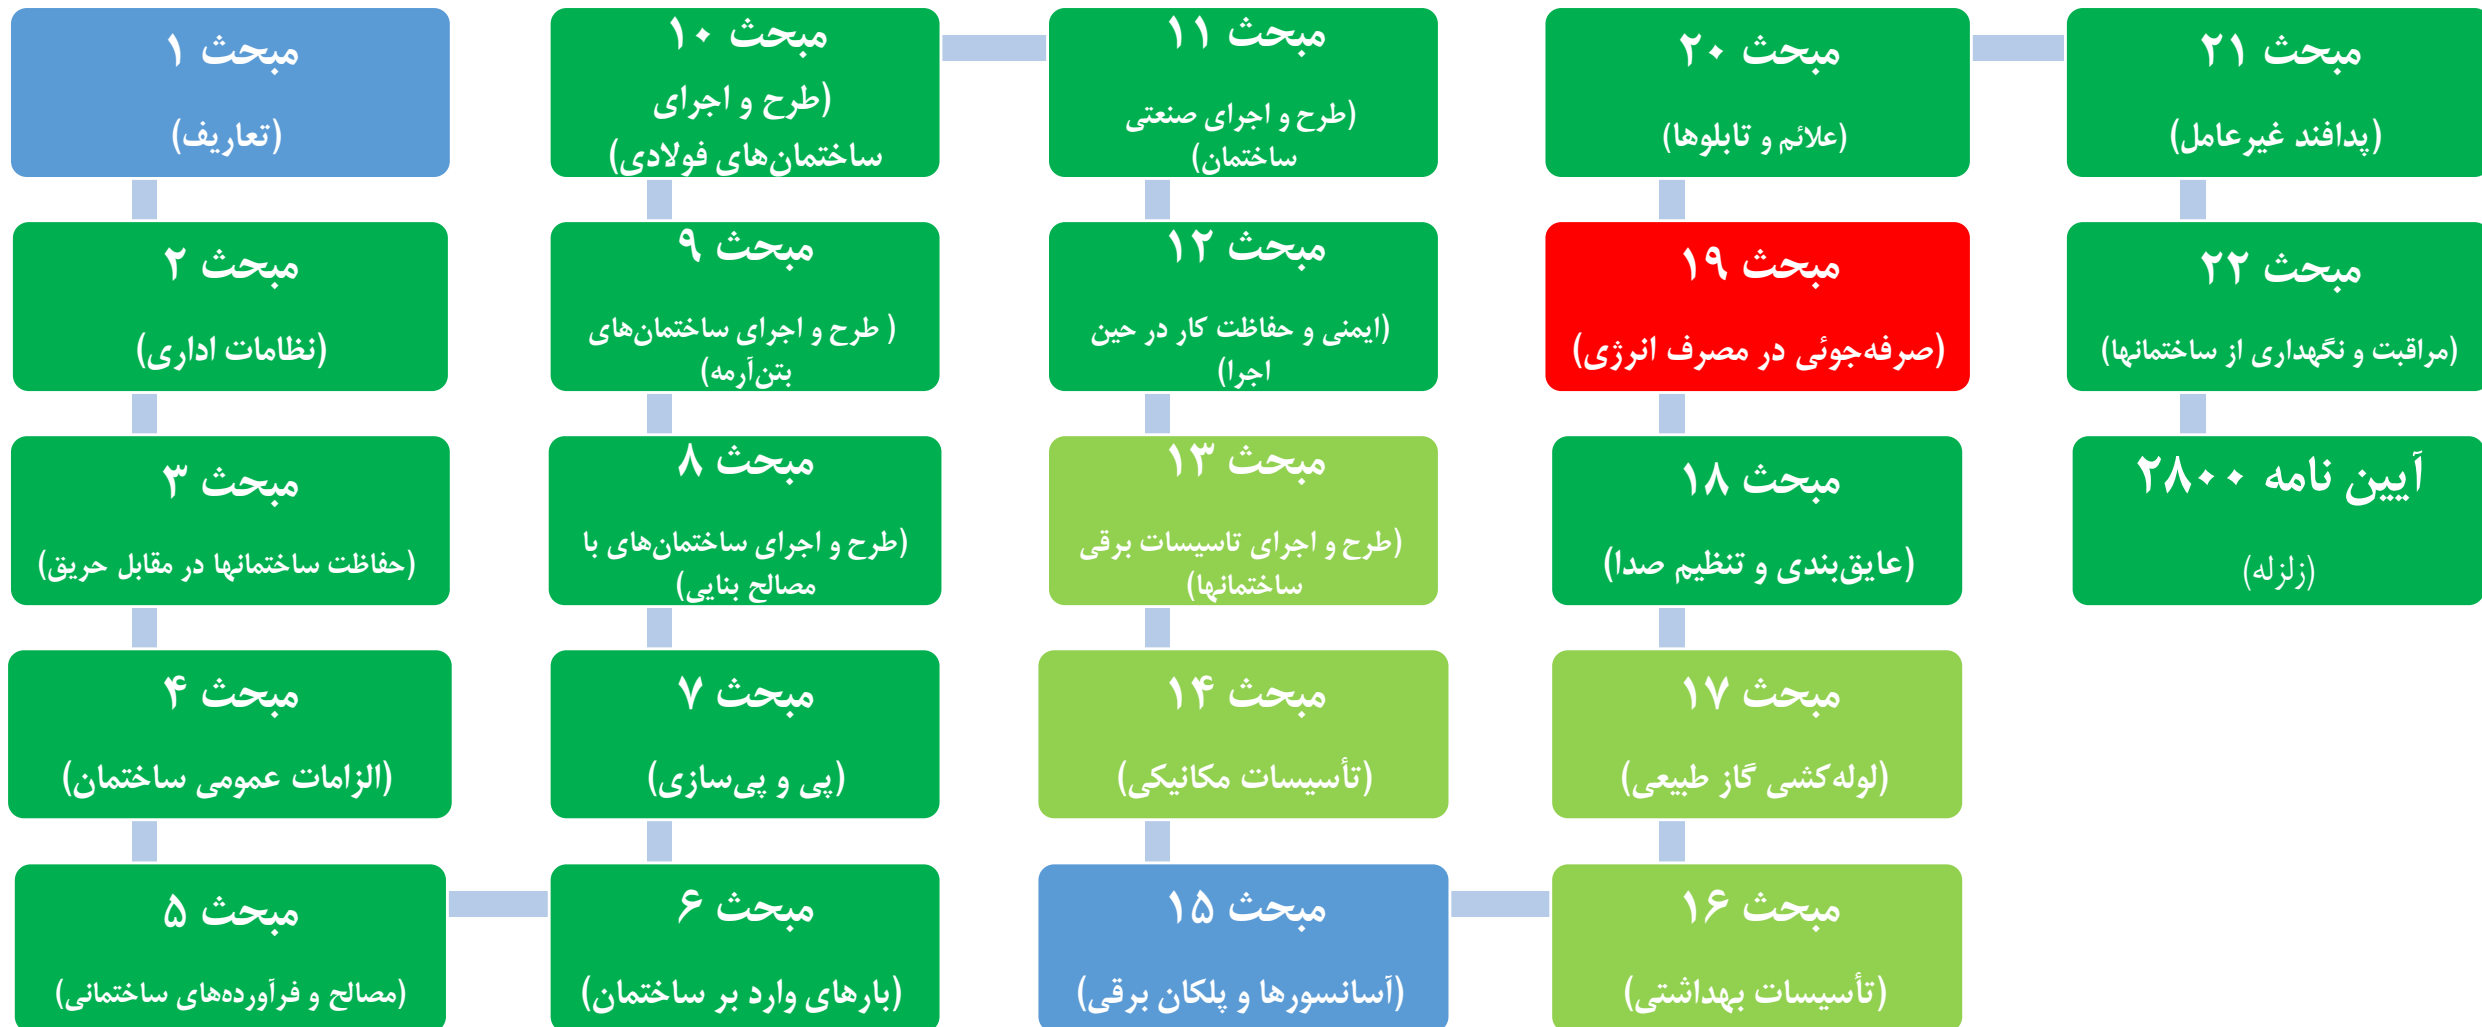 مبحث ۱
(تعاریف)
مبحث ۲
(نظامات اداری)
مبحث ۳
(حفاظت ساختمانها در مقابل حریق)
مبحث ۴
(الزامات عمومی ساختمان)
مبحث ۵
(مصالح و فرآورده‌های ساختمانی)
مبحث ۶
(بارهای وارد بر ساختمان)
مبحث ۷
(پی و پی‌سازی)
مبحث ۸
(طرح و اجرای ساختمان‌های با
مصالح بنایی)
مبحث ۹
( طرح و اجرای ساختمان‌های
بتن‌آرمه)
مبحث ۱۰
(طرح و اجرای
ساختمان‌های فولادی)
مبحث ۱۱
(طرح و اجرای صنعتی
ساختمان)
مبحث ۱۲
(ایمنی و حفاظت کار در حین
اجرا)
مبحث ۱۳
(طرح و اجرای تاسیسات برقی
ساختمانها)
مبحث ۱۴
(تأسیسات مکانیکی)
مبحث ۱۵
(آسانسورها و پلکان برقی)
مبحث ۱۶
(تأسیسات بهداشتی)
مبحث ۱۷
(لوله‌کشی گاز طبیعی)
مبحث ۱۸
(عایق‌بندی و تنظیم صدا)
مبحث ۱۹
(صرفه‌جوئی در مصرف انرژی)
مبحث ۲۰
(علائم و تابلوها)
مبحث ۲۱
(پدافند غیرعامل)
مبحث ۲۲
(مراقبت و نگهداری از ساختمانها)
آیین نامه ۲۸۰۰
(زلزله)